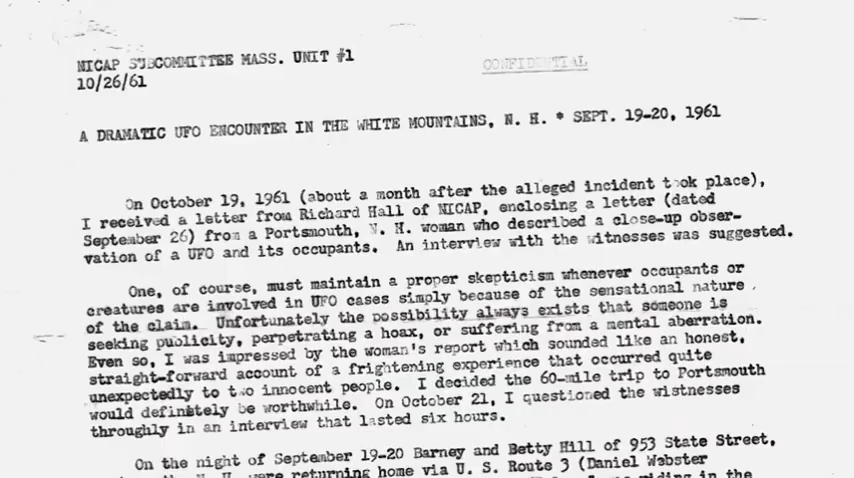 NICAP SUBCOMMITTEE MASS. UNIT #1
CONFIDENTIAL
10/26/61
A DRAMATIC UFO ENCOUNTER IN THE WHITE MOUNTAINS, N. H. * SEPT. 19-20, 1961
On October 19, 1961 (about a month after the alleged incident took place),
I received a letter from Richard Hall of NICAP, enclosing a letter (dated
September 26) from a Portsmouth, N. H. woman who described a close-up obser-
vation of a UFO and its occupants. An interview with the witnesses was suggested.
One, of course, must maintain a proper skepticism whenever occupants or
creatures are involved in UFO cases simply because of the sensational nature
of the claim. Unfortunately the possibility always exists that someone is
seeking publicity, perpetrating a hoax, or suffering from a mental aberration.
Even so, I was impressed by the woman's report which sounded like an honest,
straight-forward account of a frightening experience that occurred quite
unexpectedly to two innocent people. I decided the 60-mile trip to Portsmouth
would definitely be worthwhile. On October 21, I questioned the wistnesses
throughly in an interview that lasted six hours.
On the night of September 19-20 Barney and Betty Hill of 953 State Street,
N. H. were returning home via U. S. Route 3 (Daniel Webster
riding in the